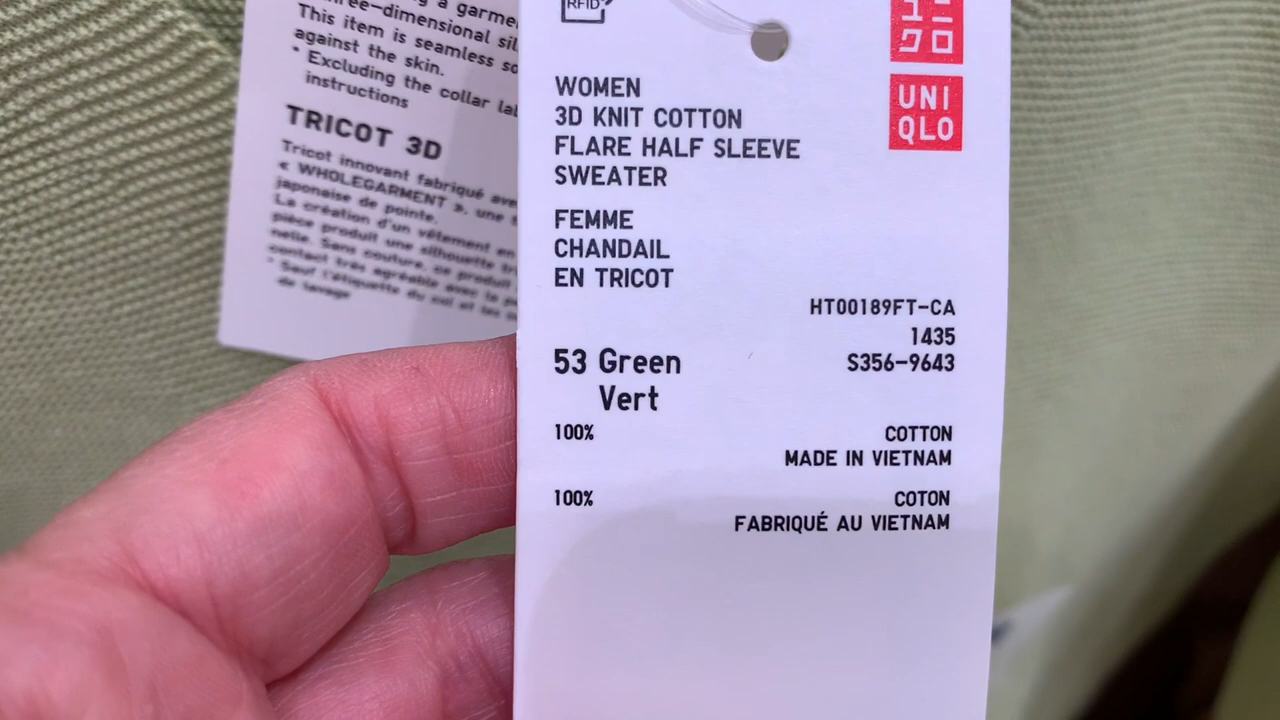 a garme
three-dimensional sil
This item is seamless so
against the skin.
* Excluding the collar lab
instructions
TRICOT 3D
Tricot innovant fabriqué ave
« WHOLEGARMENT », une
japonaise de pointe.
La création d'un vêtement en
pièce produit une silhouette tr
nelle. Sans couture, ce produit
contact très agréable avec la p
* Sauf l'étiquette du col et les
de lavage
RFID
UNI
QLO
WOMEN
3D KNIT COTTON
FLARE HALF SLEEVE
SWEATER
FEMME
CHANDAIL
EN TRICOT
HT00189FT-CA
1435
S356-9643
53 Green
Vert
100% COTTON
MADE IN VIETNAM
100% COTON
FABRIQUÉ AU VIETNAM